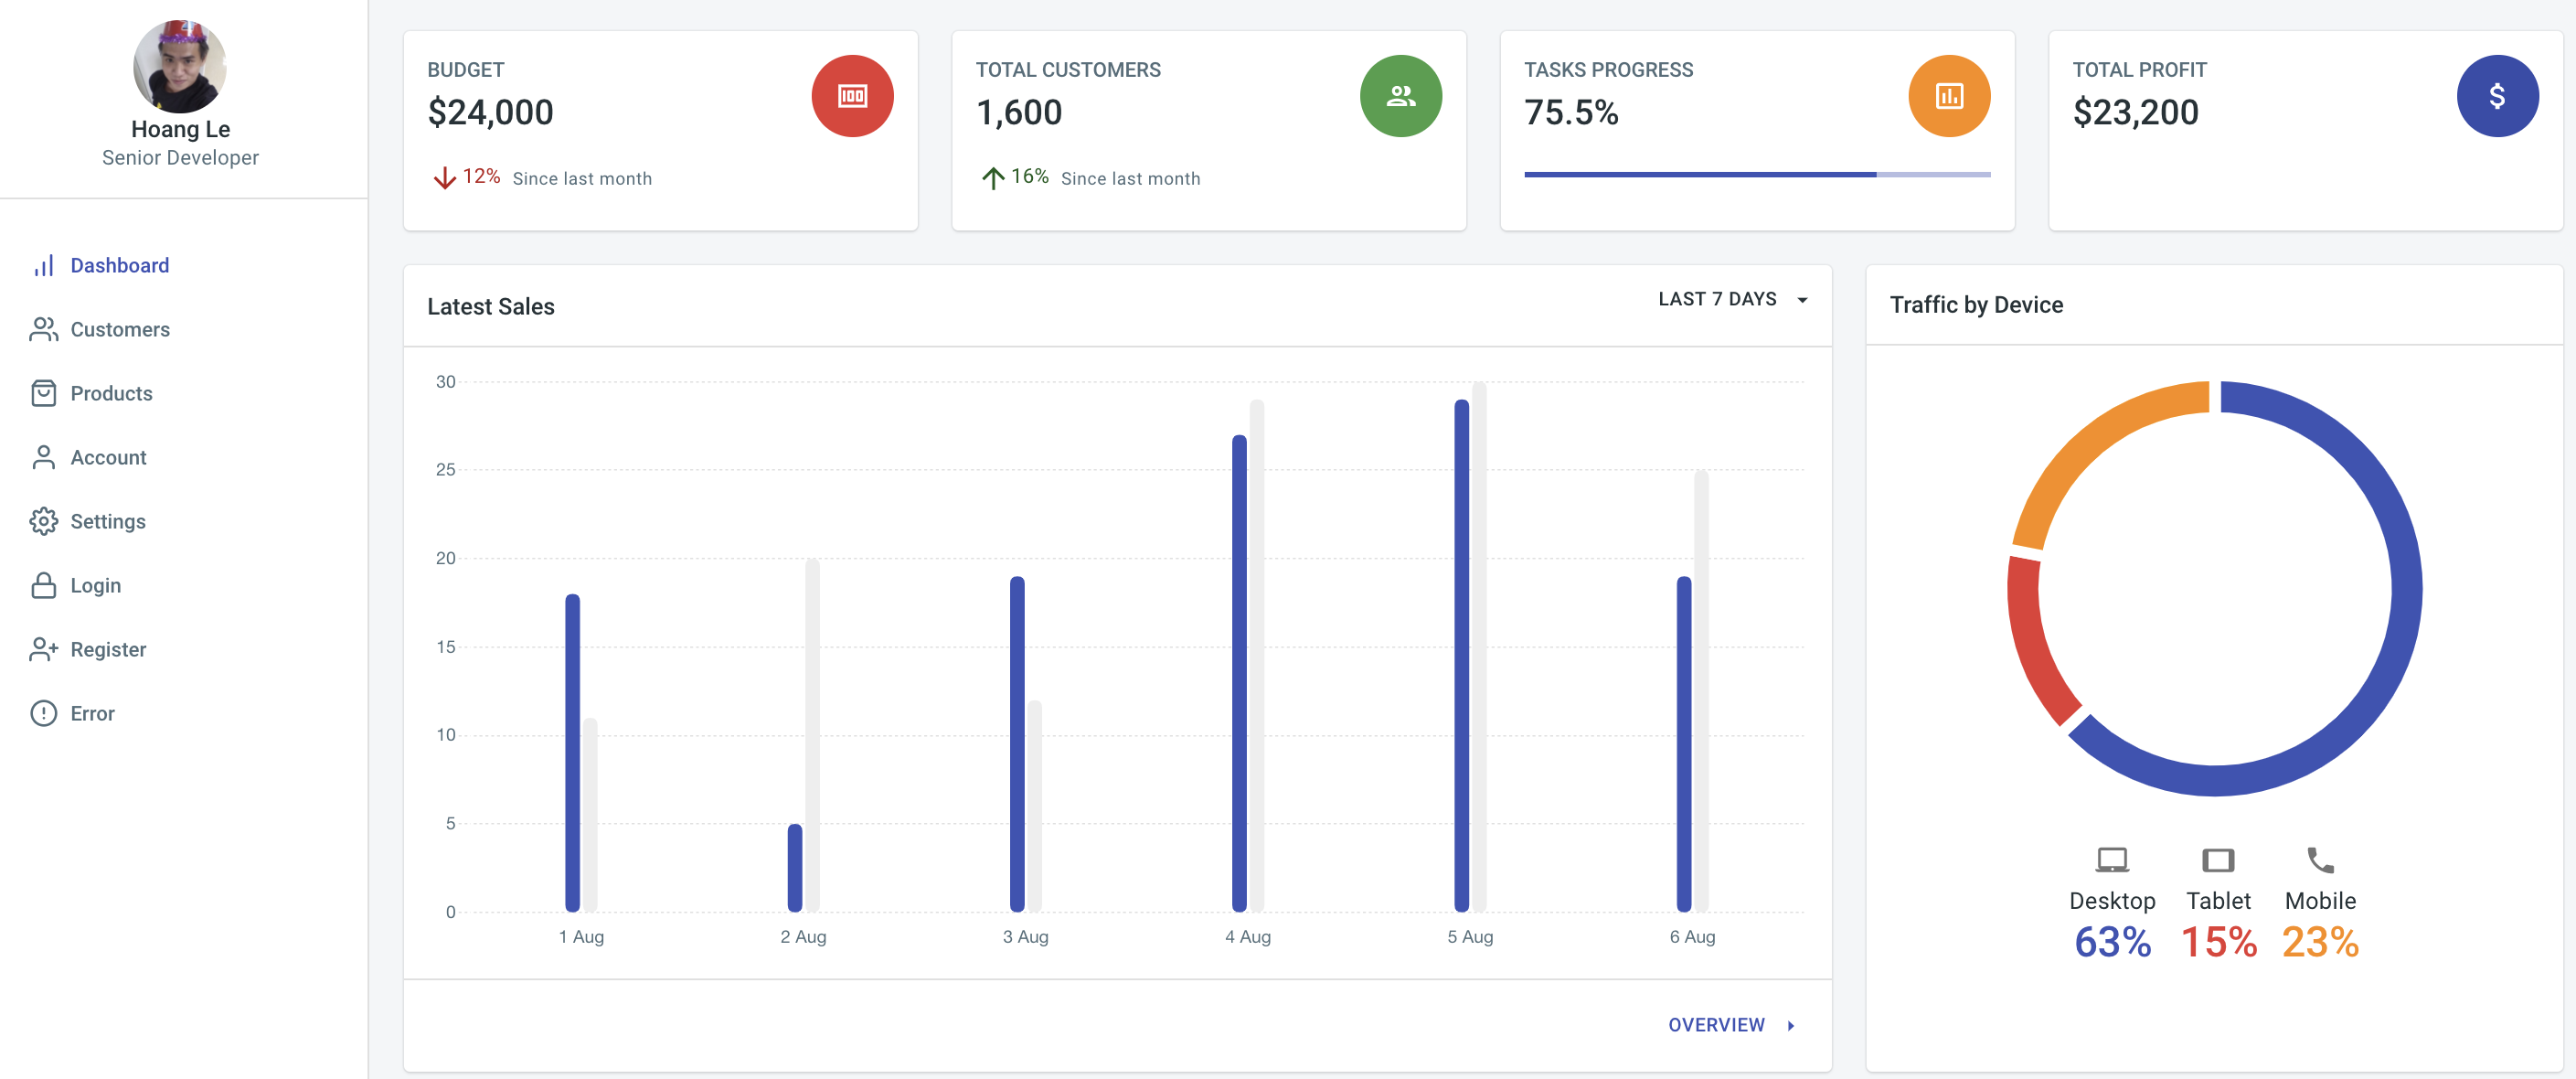 Hoang Le
Senior Developer
Dashboard
Customers
Products
Account
Settings
Login
Register
Error
BUDGET
$24,000
12% Since last month
TOTAL CUSTOMERS
1,600
16% Since last month
TASKS PROGRESS
75.5%
TOTAL PROFIT
$23,200
$
Latest Sales
LAST 7 DAYS
30
25
20
15
10
5
0
1 Aug 2 Aug 3 Aug 4 Aug 5 Aug 6 Aug
OVERVIEW
Traffic by Device
Desktop Tablet Mobile
63% 15% 23%